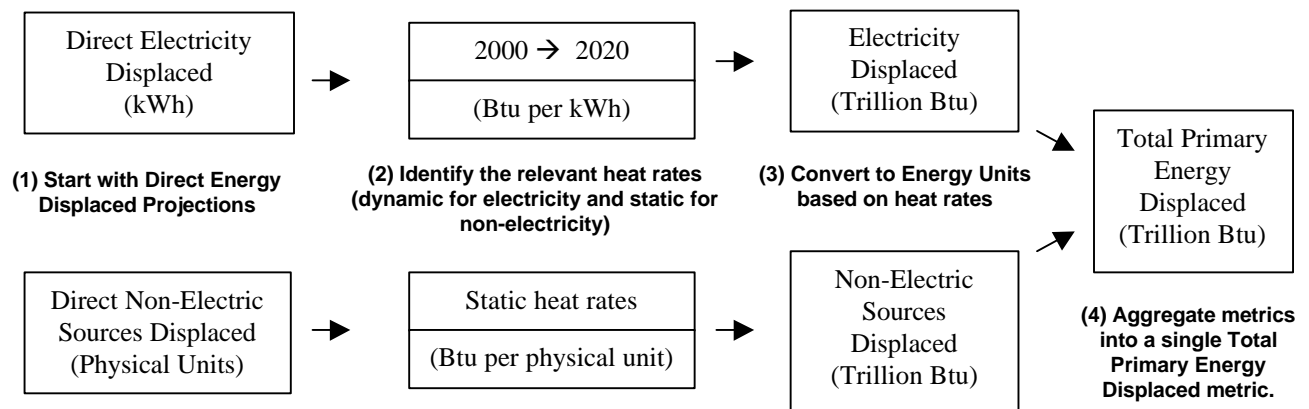 Direct Electricity
Displaced
(kWh)
2000 → 2020
(Btu per kWh)
Electricity
Displaced
(Trillion Btu)
(1) Start with Direct Energy
Displaced Projections
(2) Identify the relevant heat rates
(dynamic for electricity and static for
non-electricity)
(3) Convert to Energy Units
based on heat rates
Total Primary
Energy
Displaced
(Trillion Btu)
Direct Non-Electric
Sources Displaced
(Physical Units)
Static heat rates
(Btu per physical unit)
Non-Electric
Sources
Displaced
(Trillion Btu)
(4) Aggregate metrics
into a single Total
Primary Energy
Displaced metric.